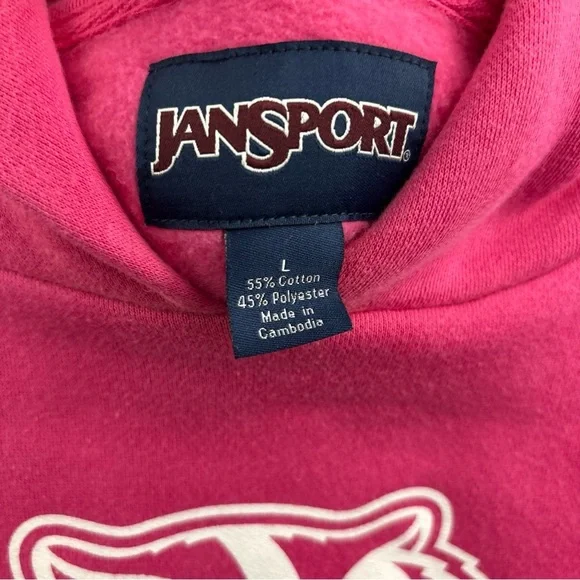 JANSPORT
L
55% Cotton
45% Polyester
Made in
Cambodia